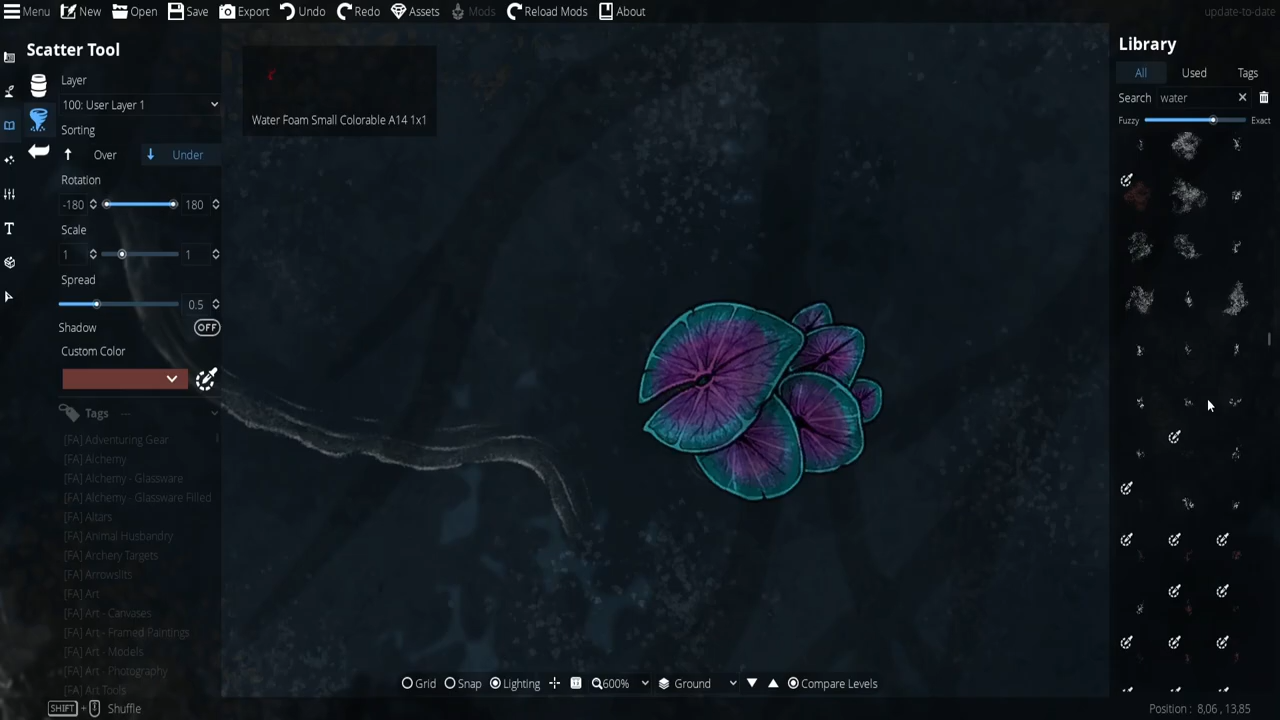 Menu New Open Save Export Undo Redo Assets Mods Reload Mods About update-to-date
Scatter Tool
Layer
100: User Layer 1
Sorting
Over Under
Rotation
-180 180
Scale
1 1
Spread
0.5
Shadow OFF
Custom Color
Tags ---
[FA] Adventuring Gear
[FA] Alchemy
[FA] Alchemy - Glassware
[FA] Alchemy - Glassware Filled
[FA] Altars
[FA] Animal Husbandry
[FA] Archery Targets
[FA] Arrowslits
[FA] Art
[FA] Art - Canvases
[FA] Art - Framed Paintings
[FA] Art - Models
[FA] Art - Photography
[FA] Art Tools
SHIFT + Shuffle
Water Foam Small Colorable A14 1x1
Grid Snap Lighting 600% Ground Compare Levels
Library
All Used Tags
Search water
Fuzzy Exact
Position : 8,06 , 13,85